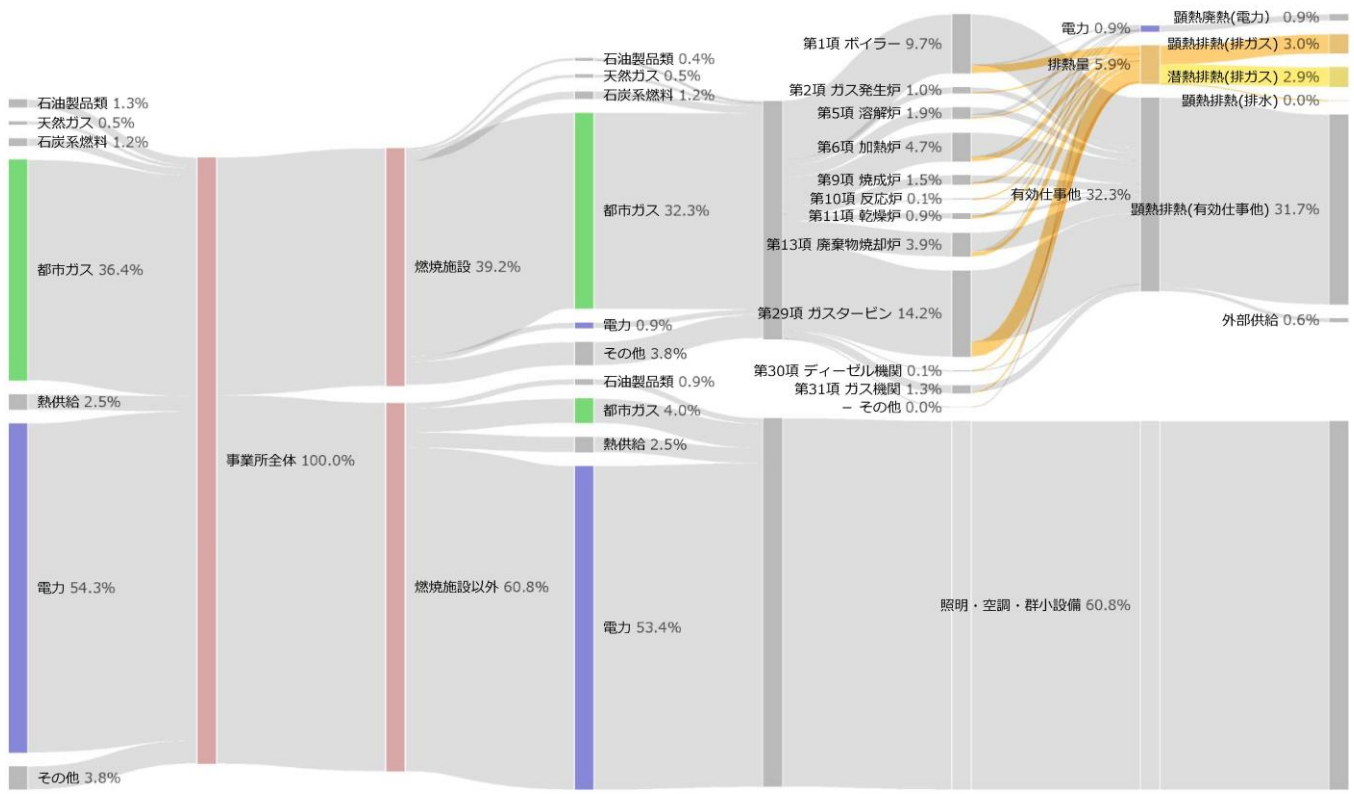 石油製品類 1.3%
天然ガス 0.5%
石炭系燃料 1.2%
都市ガス 36.4%
熱供給 2.5%
電力 54.3%
その他 3.8%
事業所全体 100.0%
燃焼施設 39.2%
燃焼施設以外 60.8%
石油製品類 0.4%
天然ガス 0.5%
石炭系燃料 1.2%
都市ガス 32.3%
電力 0.9%
その他 3.8%
石油製品類 0.9%
都市ガス 4.0%
熱供給 2.5%
電力 53.4%
第1項 ボイラー 9.7%
第2項 ガス発生炉 1.0%
第5項 溶解炉 1.9%
第6項 加熱炉 4.7%
第9項 焼成炉 1.5%
第10項 反応炉 0.1%
第11項 乾燥炉 0.9%
第13項 廃棄物焼却炉 3.9%
第29項 ガスタービン 14.2%
第30項 ディーゼル機関 0.1%
第31項 ガス機関 1.3%
− その他 0.0%
電力 0.9%
排熱量 5.9%
有効仕事他 32.3%
照明・空調・群小設備 60.8%
顕熱廃熱(電力） 0.9%
顕熱排熱(排ガス) 3.0%
潜熱排熱(排ガス) 2.9%
顕熱排熱(排水) 0.0%
顕熱排熱(有効仕事他) 31.7%
外部供給 0.6%